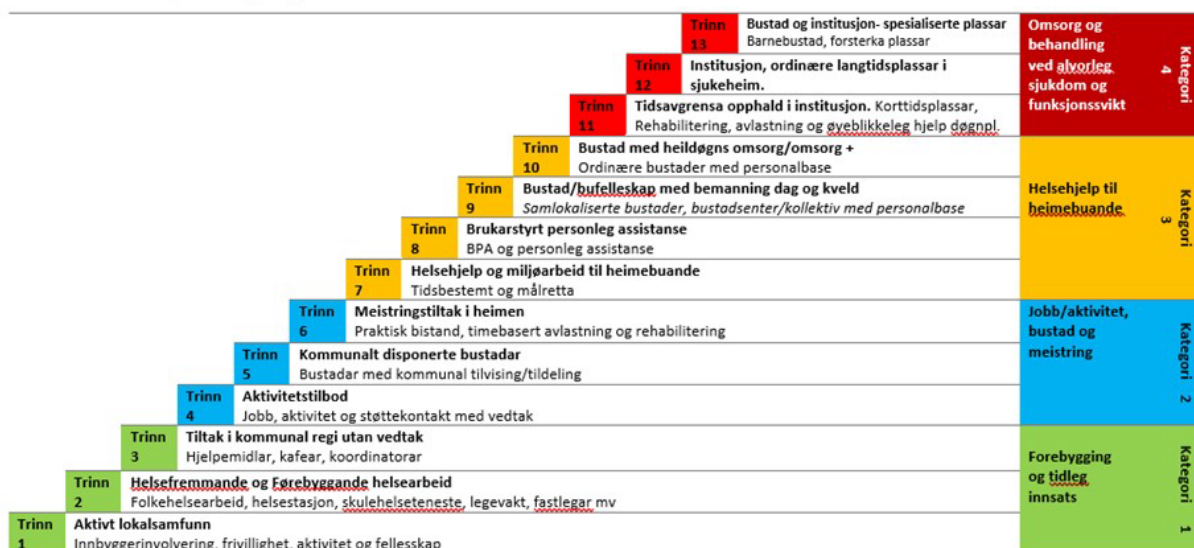 Trinn 13
Bustad og institusjon- spesialiserte plassar
Barnebustad, forsterka plassar
Trinn 12
Institusjon, ordinære langtidsplassar i
sjukeheim.
Trinn 11
Tidsavgrensa opphald i institusjon. Korttidsplassar,
Rehabilitering, avlastning og øyeblikkeleg hjelp døgnpl.
Omsorg og
behandling
ved alvorleg
sjukdom og
funksjonssvikt
Kategori 4
Trinn 10
Bustad med heildøgns omsorg/omsorg +
Ordinære bustader med personalbase
Trinn 9
Bustad/bufelleskap med bemanning dag og kveld
Samlokaliserte bustader, bustadsenter/kollektiv med personalbase
Trinn 8
Brukarstyrt personleg assistanse
BPA og personleg assistanse
Trinn 7
Helsehjelp og miljøarbeid til heimebuande
Tidsbestemt og målretta
Helsehjelp til
heimebuande
Kategori 3
Trinn 6
Meistringstiltak i heimen
Praktisk bistand, timebasert avlastning og rehabilitering
Trinn 5
Kommunalt disponerte bustadar
Bustadar med kommunal tilvising/tildeling
Trinn 4
Aktivitetstilbod
Jobb, aktivitet og støttekontakt med vedtak
Jobb/aktivitet,
bustad og
meistring
Kategori 2
Trinn 3
Tiltak i kommunal regi utan vedtak
Hjelpemidlar, kafear, koordinatorar
Trinn 2
Helsefremmande og Førebyggande helsearbeid
Folkehelsearbeid, helsestasjon, skulehelseteneste, legevakt, fastlegar mv
Trinn 1
Aktivt lokalsamfunn
Innbyggerinvolvering, frivillighet, aktivitet og fellesskap
Forebygging
og tidleg
innsats
Kategori 1